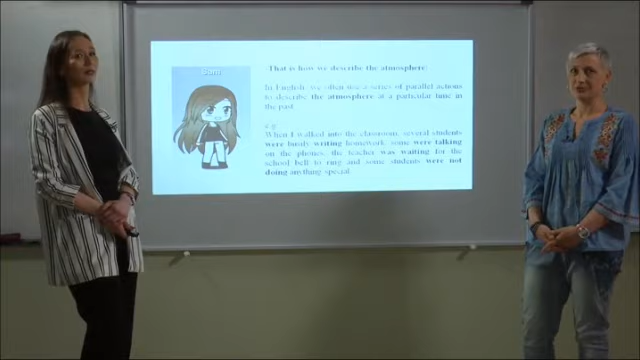 That is how we describe the atmosphere:
In English, we often use a series of parallel actions
to describe the atmosphere at a particular time in
the past.
e.g.
When I walked into the classroom, several students
were busily writing homework, some were talking
on the phones, the teacher was waiting for the
school bell to ring and some students were not
doing anything special.